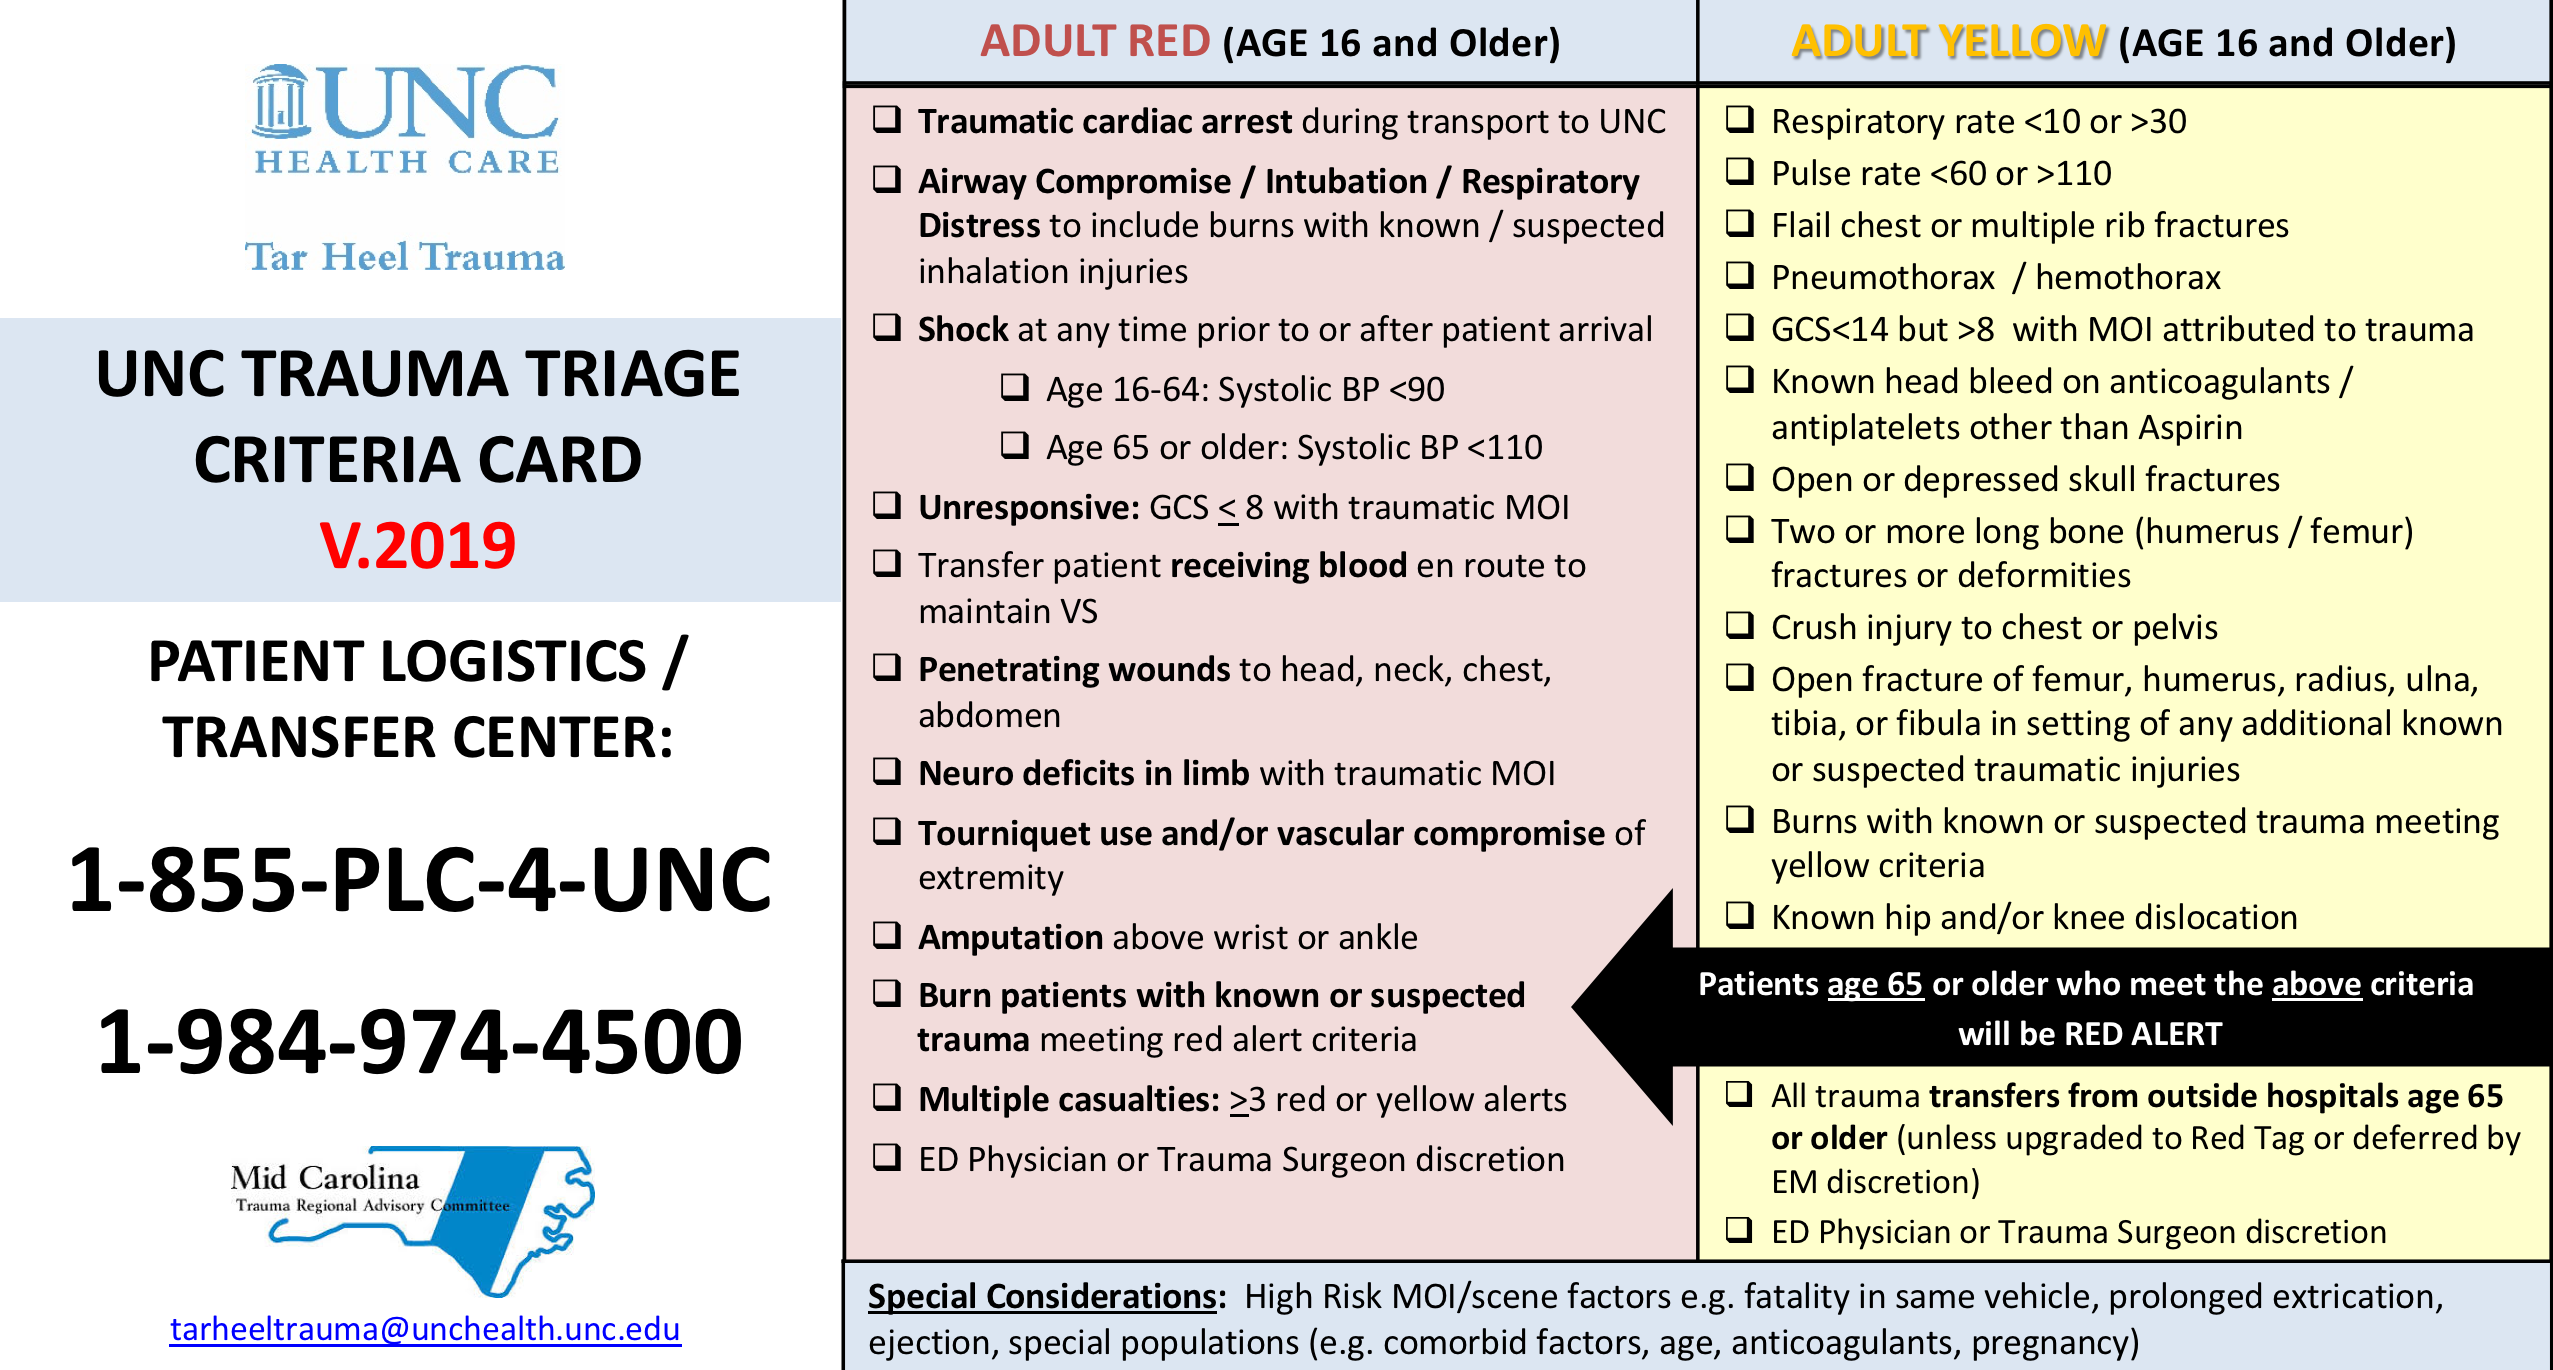 UNC
HEALTH CARE
Tar Heel Trauma
UNC TRAUMA TRIAGE
CRITERIA CARD
V.2019
PATIENT LOGISTICS /
TRANSFER CENTER:
1-855-PLC-4-UNC
1-984-974-4500
Mid Carolina
Trauma Regional Advisory Committee
tarheeltrauma@unchealth.unc.edu
ADULT RED (AGE 16 and Older)
❑ Traumatic cardiac arrest during transport to UNC
❑ Airway Compromise / Intubation / Respiratory
Distress to include burns with known / suspected
inhalation injuries
❑ Shock at any time prior to or after patient arrival
❑ Age 16-64: Systolic BP <90
❑ Age 65 or older: Systolic BP <110
❑ Unresponsive: GCS < 8 with traumatic MOI
❑ Transfer patient receiving blood en route to
maintain VS
❑ Penetrating wounds to head, neck, chest,
abdomen
❑ Neuro deficits in limb with traumatic MOI
❑ Tourniquet use and/or vascular compromise of
extremity
❑ Amputation above wrist or ankle
❑ Burn patients with known or suspected
trauma meeting red alert criteria
❑ Multiple casualties: >3 red or yellow alerts
❑ ED Physician or Trauma Surgeon discretion
ADULT YELLOW (AGE 16 and Older)
❑ Respiratory rate <10 or >30
❑ Pulse rate <60 or >110
❑ Flail chest or multiple rib fractures
❑ Pneumothorax / hemothorax
❑ GCS<14 but >8 with MOI attributed to trauma
❑ Known head bleed on anticoagulants /
antiplatelets other than Aspirin
❑ Open or depressed skull fractures
❑ Two or more long bone (humerus / femur)
fractures or deformities
❑ Crush injury to chest or pelvis
❑ Open fracture of femur, humerus, radius, ulna,
tibia, or fibula in setting of any additional known
or suspected traumatic injuries
❑ Burns with known or suspected trauma meeting
yellow criteria
❑ Known hip and/or knee dislocation
Patients age 65 or older who meet the above criteria
will be RED ALERT
❑ All trauma transfers from outside hospitals age 65
or older (unless upgraded to Red Tag or deferred by
EM discretion)
❑ ED Physician or Trauma Surgeon discretion
Special Considerations: High Risk MOI/scene factors e.g. fatality in same vehicle, prolonged extrication,
ejection, special populations (e.g. comorbid factors, age, anticoagulants, pregnancy)